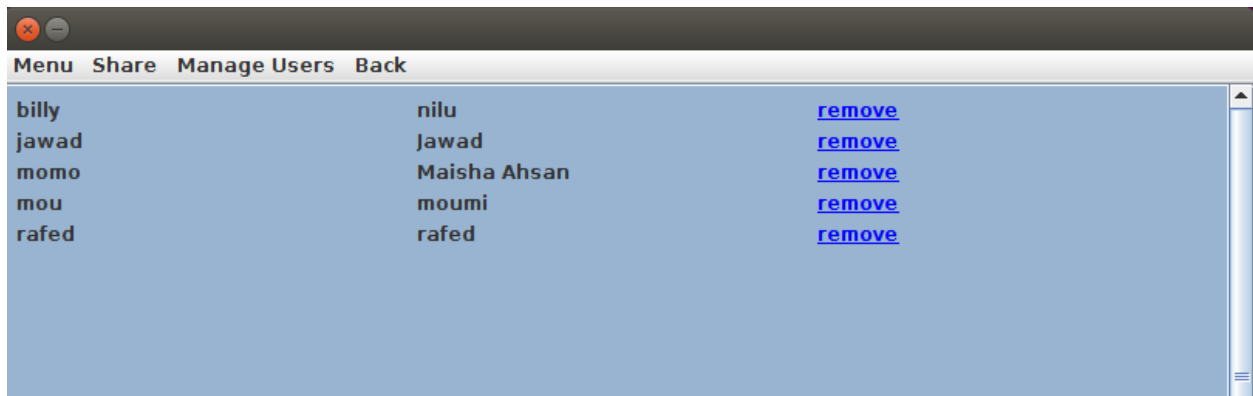 Menu Share Manage Users Back
billy nilu remove
jawad Jawad remove
momo Maisha Ahsan remove
mou moumi remove
rafed rafed remove